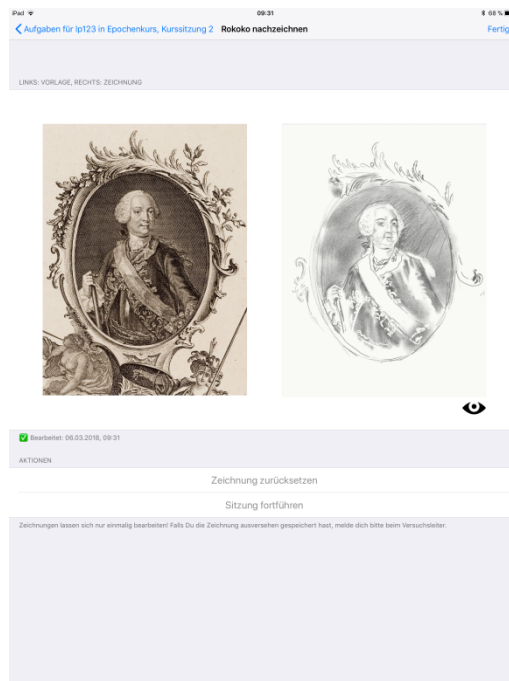 iPad 09:31 68 %
Aufgaben für lp123 in Epochenkurs, Kurssitzung 2 Rokoko nachzeichnen Fertig
LINKS: VORLAGE, RECHTS: ZEICHNUNG
Bearbeitet: 06.03.2018, 09:31
AKTIONEN
Zeichnung zurücksetzen
Sitzung fortführen
Zeichnungen lassen sich nur einmalig bearbeiten! Falls Du die Zeichnung ausversehen gespeichert hast, melde dich bitte beim Versuchsleiter.